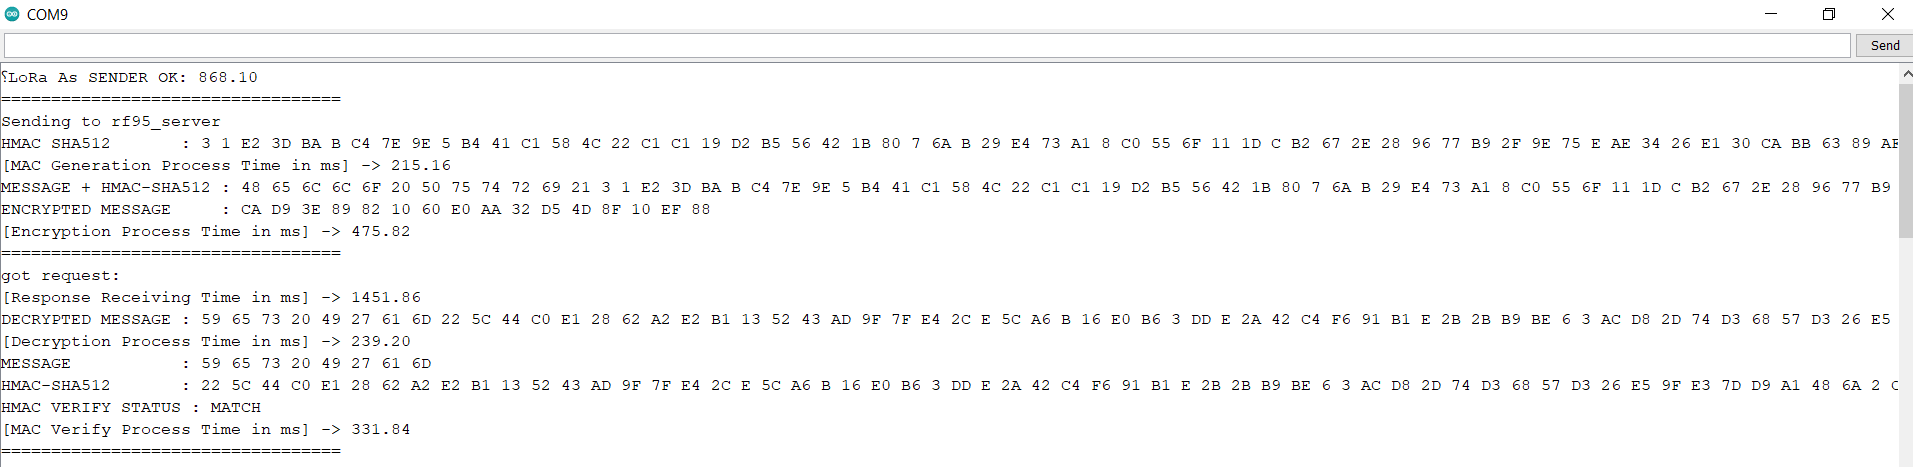 COM9
Send
⸮LoRa As SENDER OK: 868.10
==================================
Sending to rf95_server
HMAC SHA512       : 3 1 E2 3D BA B C4 7E 9E 5 B4 41 C1 58 4C 22 C1 C1 19 D2 B5 56 42 1B 80 7 6A B 29 E4 73 A1 8 C0 55 6F 11 1D C B2 67 2E 28 96 77 B9 2F 9E 75 E AE 34 26 E1 30 CA BB 63 89 AE
[MAC Generation Process Time in ms] -> 215.16
MESSAGE + HMAC-SHA512 : 48 65 6C 6C 6F 20 50 75 74 72 69 21 3 1 E2 3D BA B C4 7E 9E 5 B4 41 C1 58 4C 22 C1 C1 19 D2 B5 56 42 1B 80 7 6A B 29 E4 73 A1 8 C0 55 6F 11 1D C B2 67 2E 28 96 77 B9
ENCRYPTED MESSAGE     : CA D9 3E 89 82 10 60 E0 AA 32 D5 4D 8F 10 EF 88
[Encryption Process Time in ms] -> 475.82
==================================
got request:
[Response Receiving Time in ms] -> 1451.86
DECRYPTED MESSAGE : 59 65 73 20 49 27 61 6D 22 5C 44 C0 E1 28 62 A2 E2 B1 13 52 43 AD 9F 7F E4 2C E 5C A6 B 16 E0 B6 3 DD E 2A 42 C4 F6 91 B1 E 2B 2B B9 BE 6 3 AC D8 2D 74 D3 68 57 D3 26 E5
[Decryption Process Time in ms] -> 239.20
MESSAGE           : 59 65 73 20 49 27 61 6D
HMAC-SHA512       : 22 5C 44 C0 E1 28 62 A2 E2 B1 13 52 43 AD 9F 7F E4 2C E 5C A6 B 16 E0 B6 3 DD E 2A 42 C4 F6 91 B1 E 2B 2B B9 BE 6 3 AC D8 2D 74 D3 68 57 D3 26 E5 9F E3 7D D9 A1 48 6A 2 C
HMAC VERIFY STATUS : MATCH
[MAC Verify Process Time in ms] -> 331.84
==================================